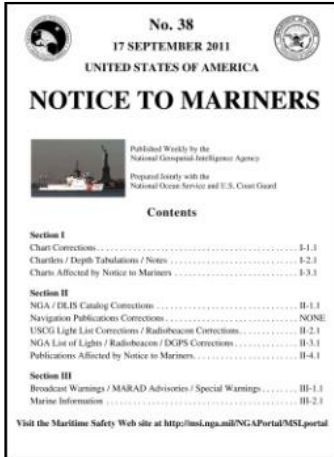 No. 38
17 SEPTEMBER 2011
UNITED STATES OF AMERICA
NOTICE TO MARINERS
Published Weekly by the
National Geospatial-Intelligence Agency
Prepared Jointly with the
National Ocean Service and U.S. Coast Guard
Contents
Section I
Chart Corrections I-1.1
Chartlets / Depth Tabulations / Notes I-2.1
Charts Affected by Notice to Mariners I-3.1
Section II
NGA / DLIS Catalog Corrections II-1.1
Navigation Publications Corrections NONE
USCG Light List Corrections / Radiobeacon Corrections II-2.1
NGA List of Lights / Radiobeacon / DGPS Corrections II-3.1
Publications Affected by Notice to Mariners II-4.1
Section III
Broadcast Warnings / MARAD Advisories / Special Warnings III-1.1
Marine Information III-2.1
Visit the Maritime Safety Web site at http://msi.nga.mil/NGAPortal/MSI.portal